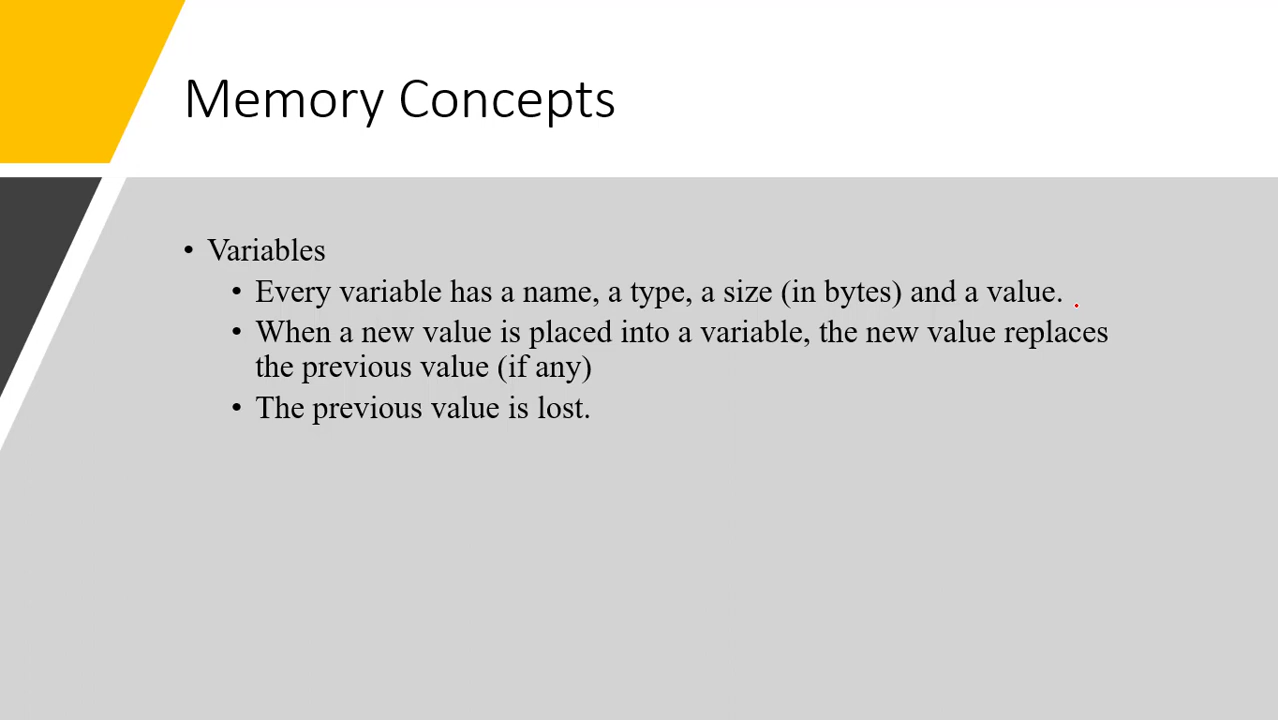 Memory Concepts
• Variables
• Every variable has a name, a type, a size (in bytes) and a value.
• When a new value is placed into a variable, the new value replaces
the previous value (if any)
• The previous value is lost.